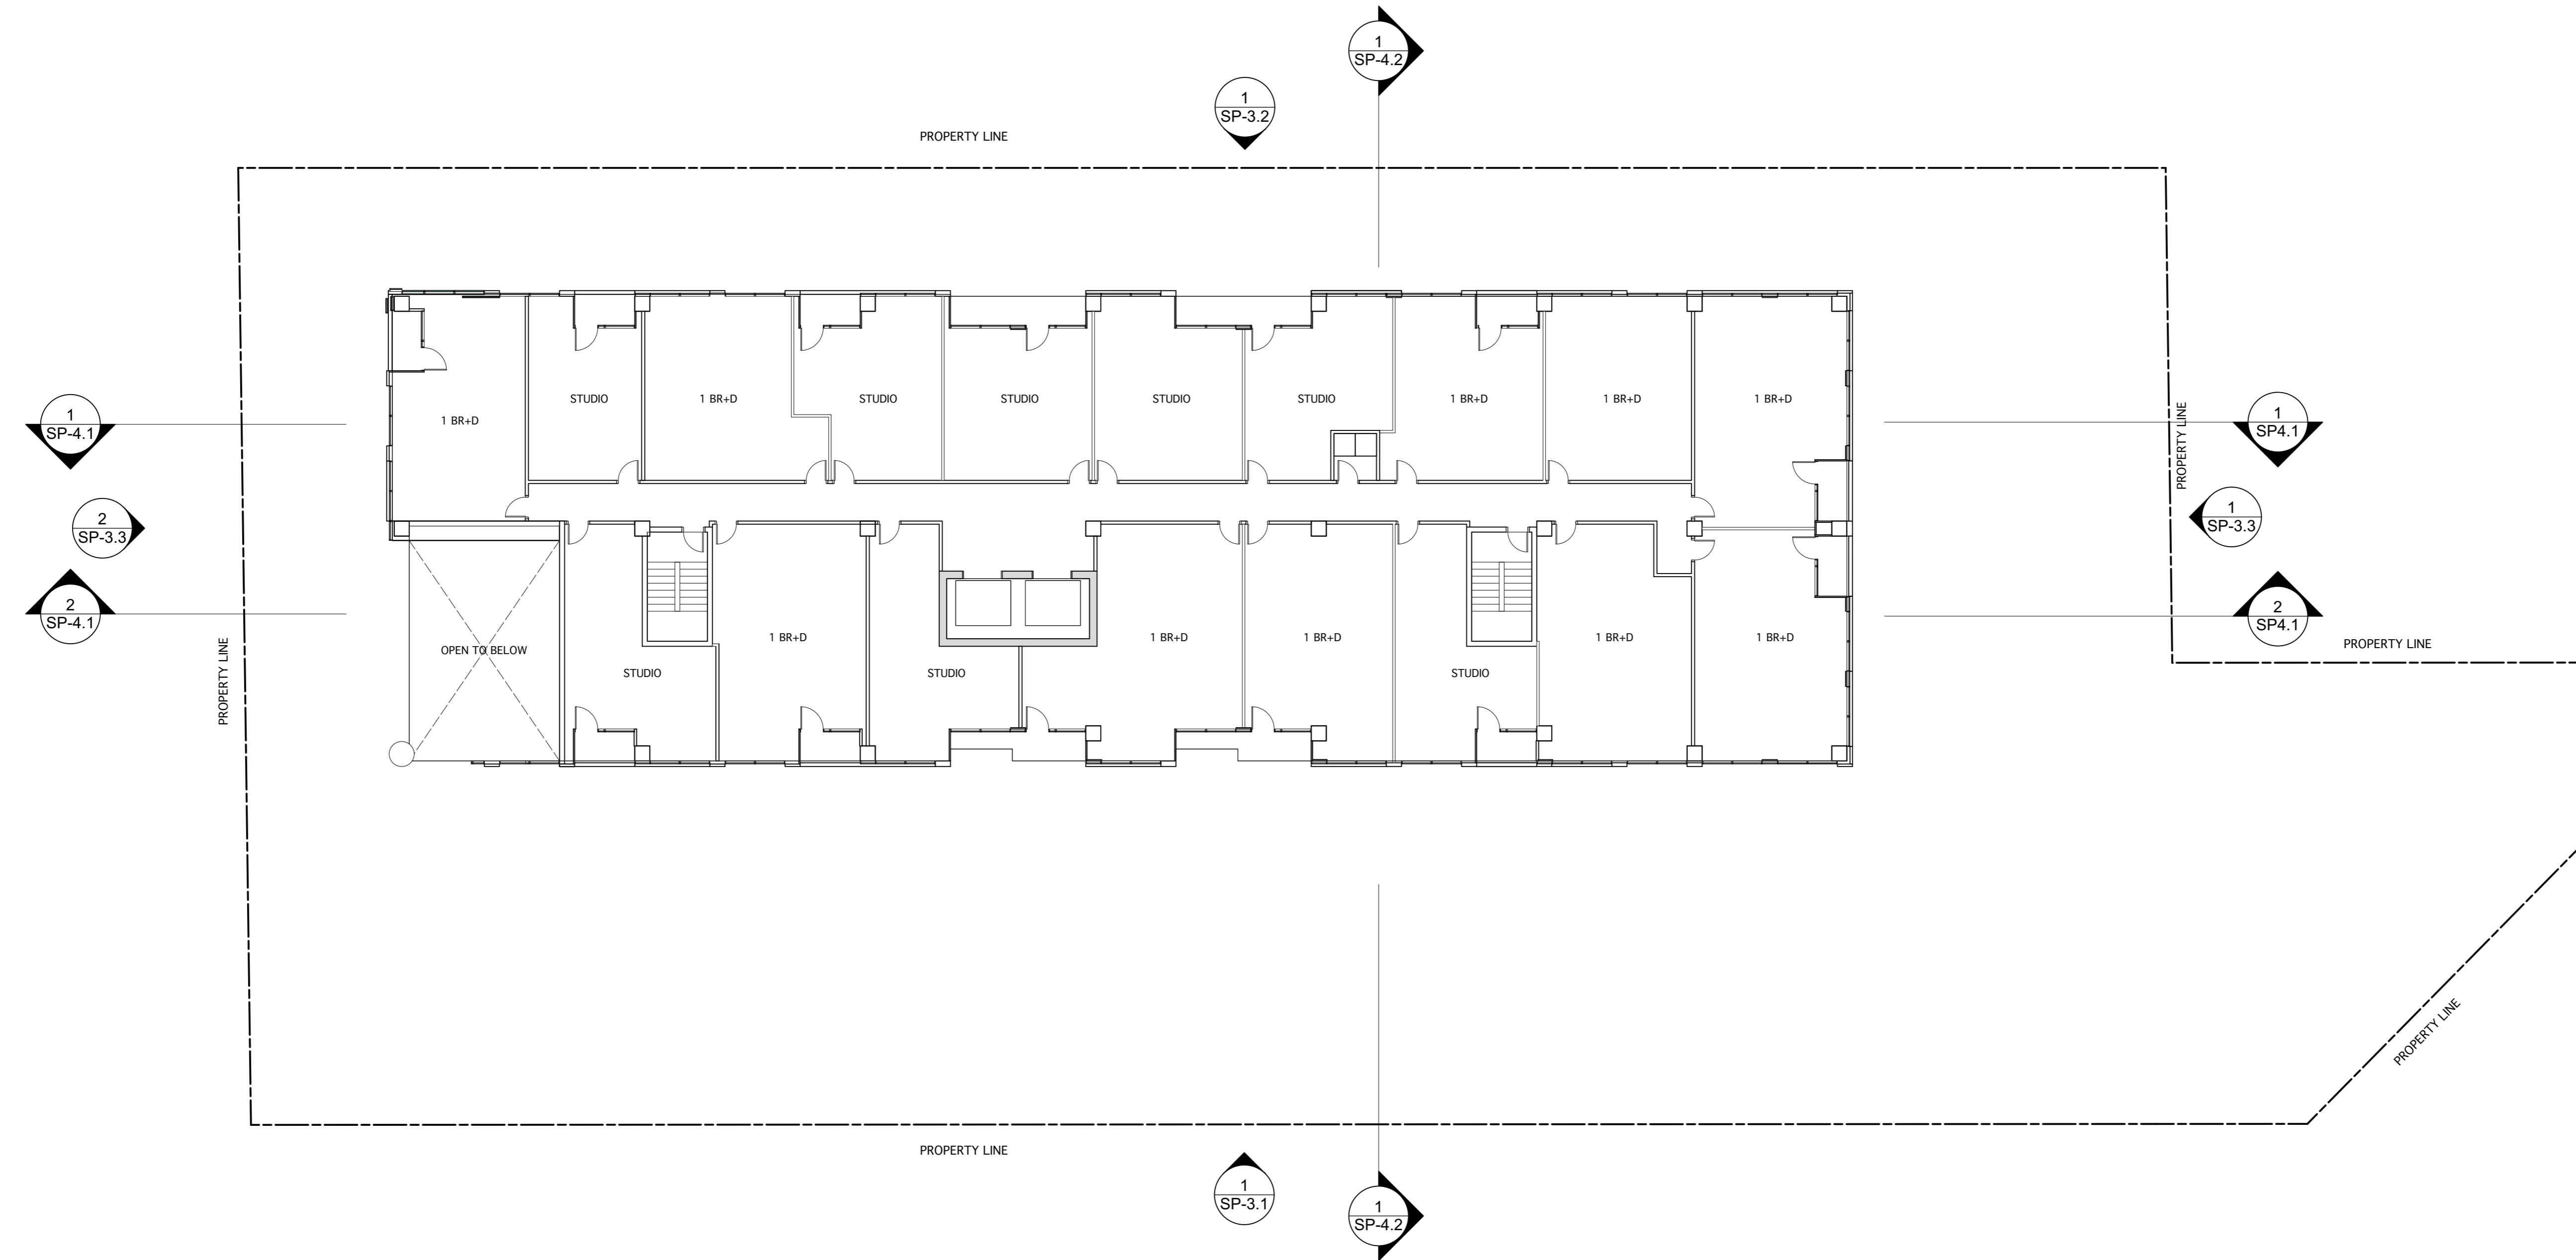 1
SP-4.2
1
SP-3.2
PROPERTY LINE
STUDIO
1 BR+D
STUDIO
STUDIO
STUDIO
STUDIO
1 BR+D
1 BR+D
1 BR+D
1 BR+D
1
SP-4.1
1
SP4.1
PROPERTY LINE
2
SP-3.3
1
SP-3.3
2
SP-4.1
2
SP4.1
1 BR+D
1 BR+D
1 BR+D
1 BR+D
1 BR+D
PROPERTY LINE
OPEN TO BELOW
STUDIO
STUDIO
STUDIO
PROPERTY LINE
PROPERTY LINE
PROPERTY LINE
1
SP-3.1
1
SP-4.2